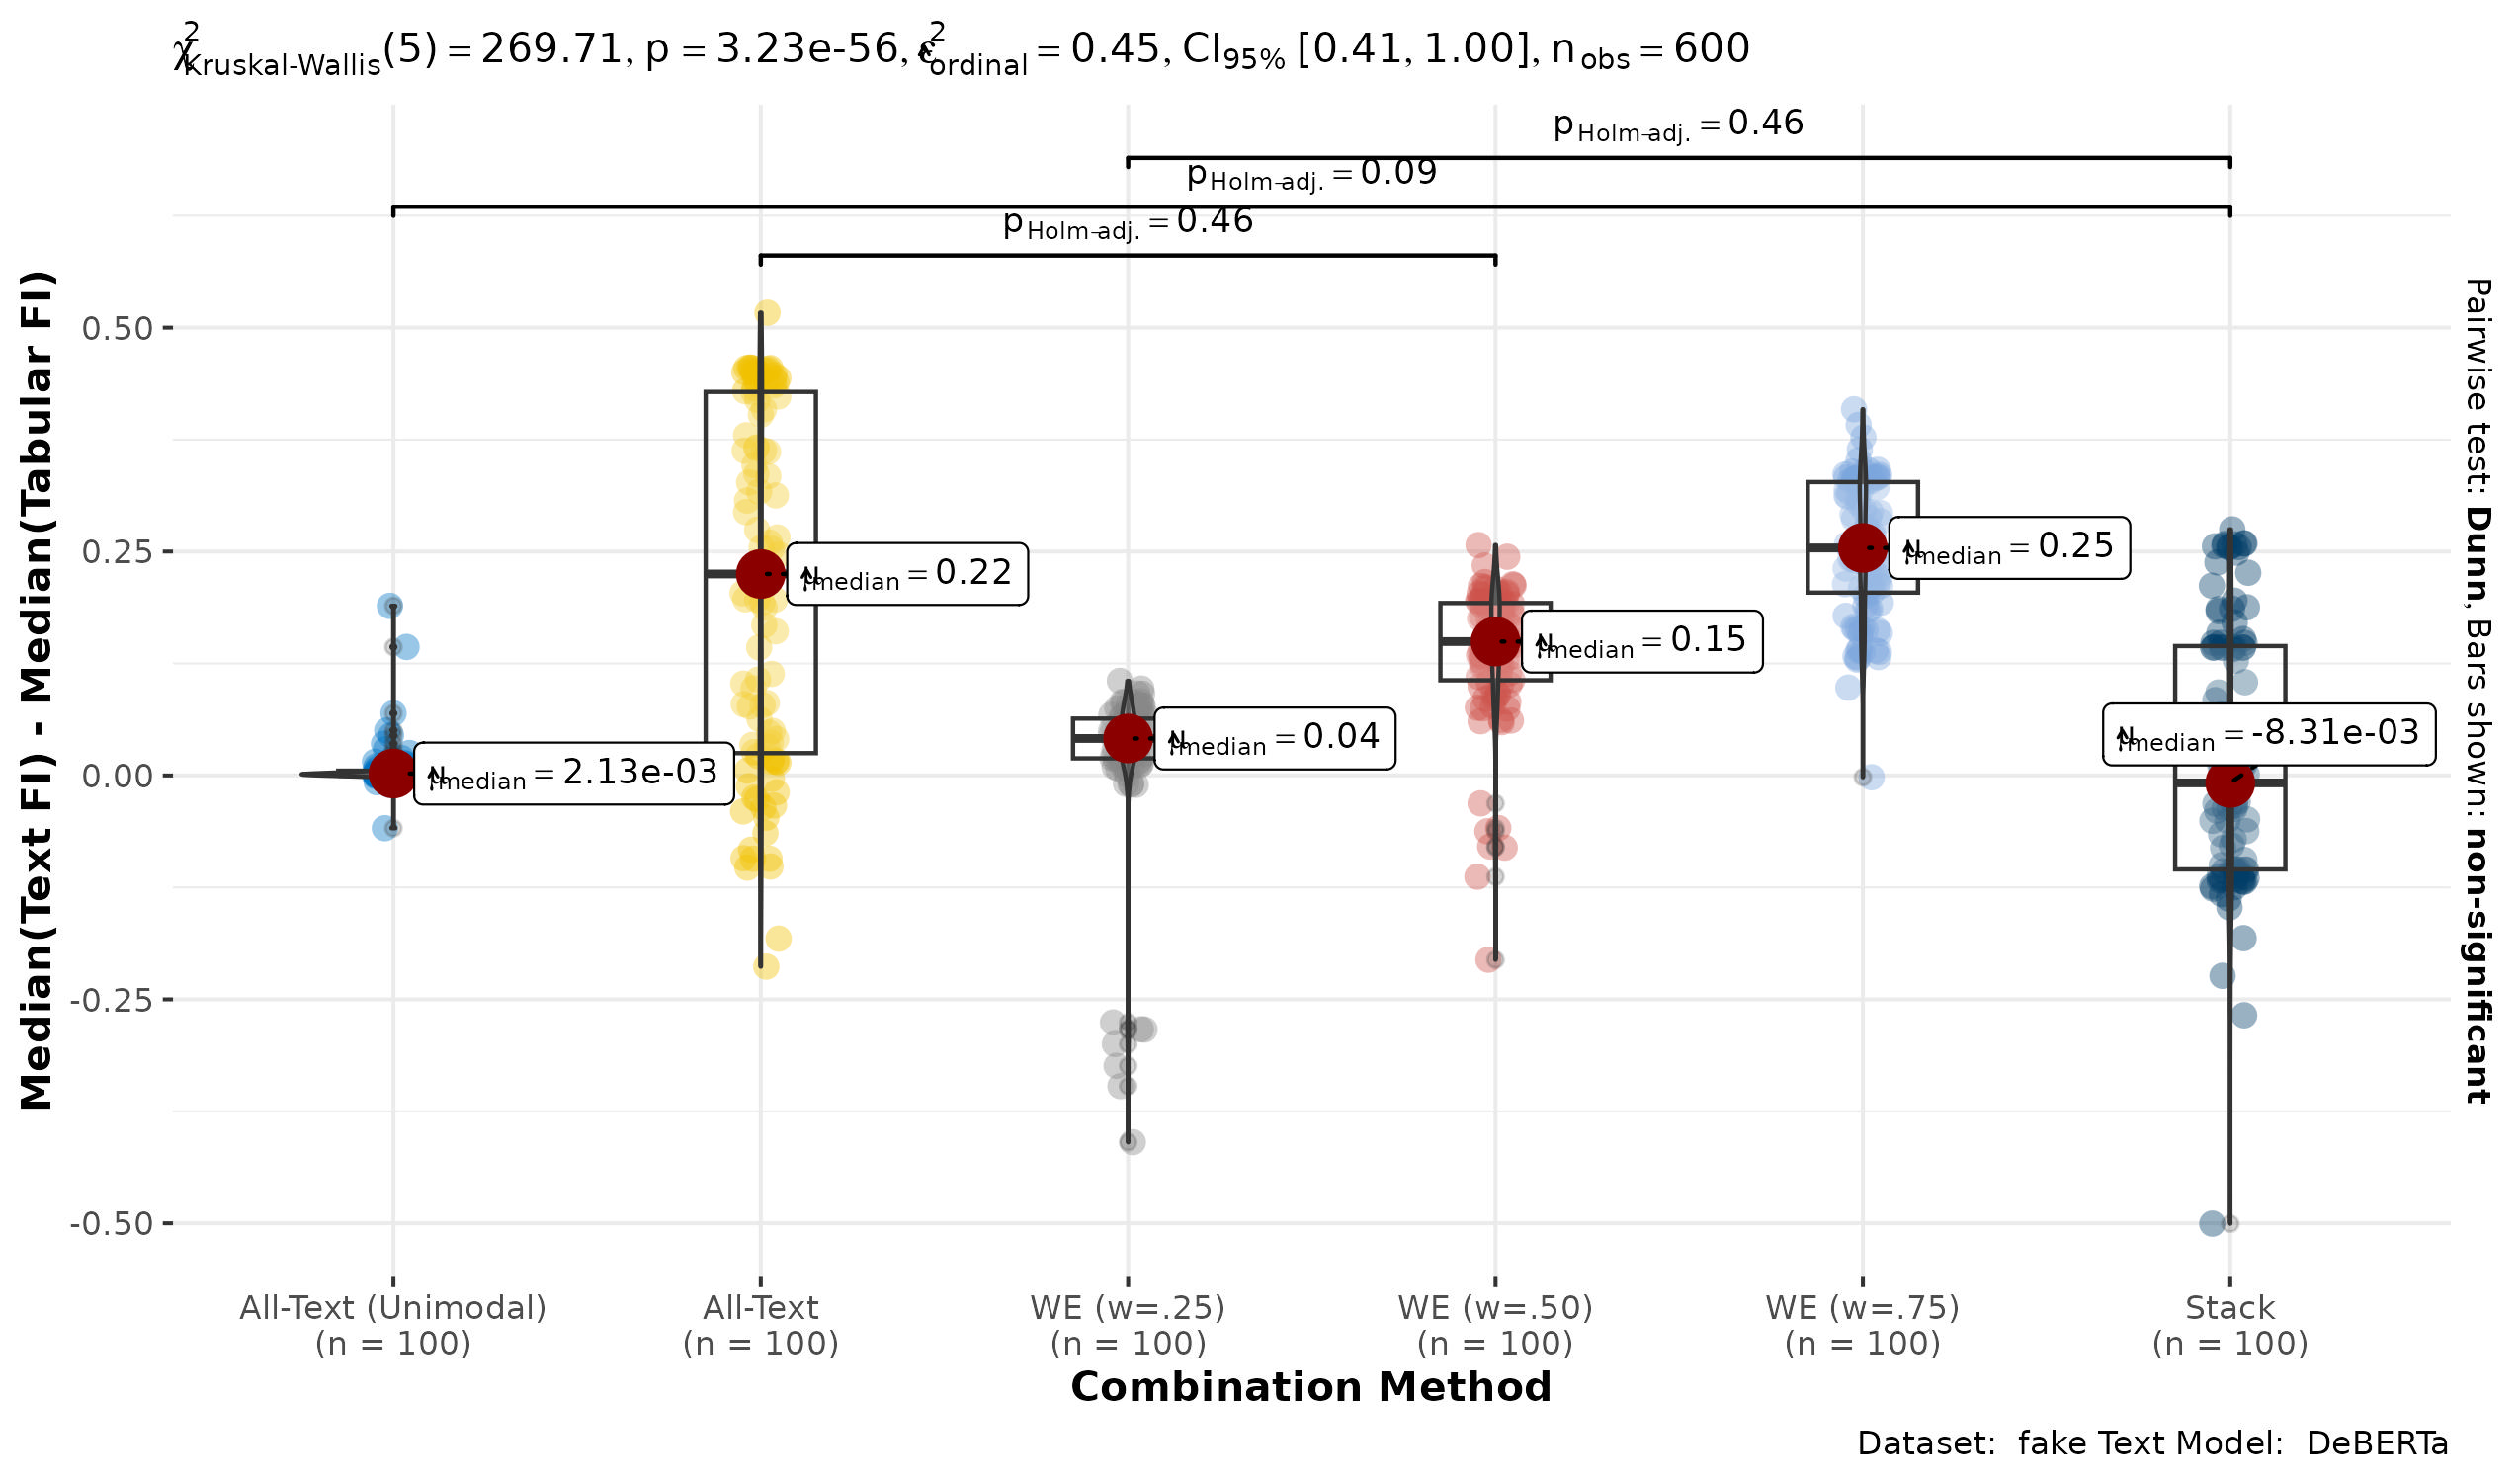 χ²Kruskal-Wallis(5) = 269.71, p = 3.23e-56, ε²ordinal = 0.45, CI95% [0.41, 1.00], nobs = 600
pHolm-adj. = 0.46
pHolm-adj. = 0.09
pHolm-adj. = 0.46
Median(Text FI) - Median(Tabular FI)
0.50
0.25
0.00
-0.25
-0.50
μ̂median = 2.13e-03
μ̂median = 0.22
μ̂median = 0.04
μ̂median = 0.15
μ̂median = 0.25
μ̂median = -8.31e-03
Pairwise test: Dunn, Bars shown: non-significant
All-Text (Unimodal)
(n = 100)
All-Text
(n = 100)
WE (w=.25)
(n = 100)
WE (w=.50)
(n = 100)
WE (w=.75)
(n = 100)
Stack
(n = 100)
Combination Method
Dataset: fake Text Model: DeBERTa